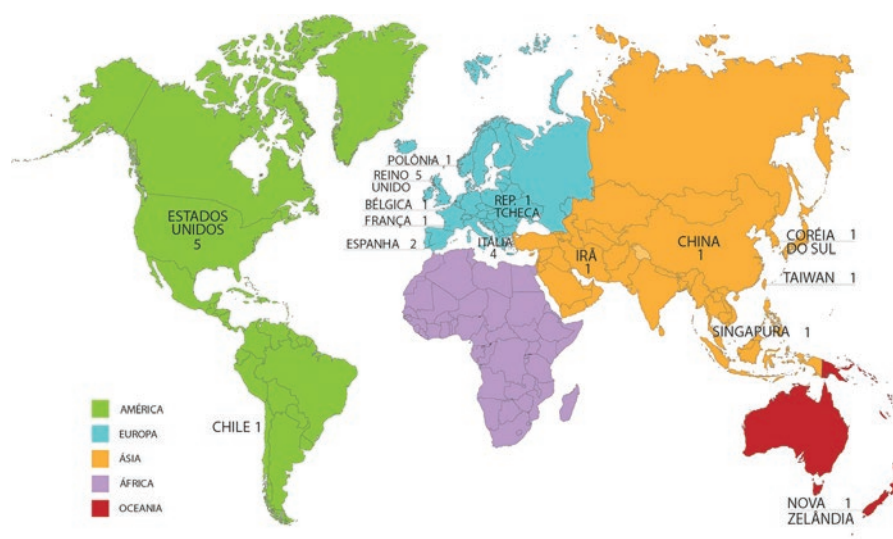 POLÔNIA 1
REINO 5
UNIDO
BÉLGICA 1
FRANÇA 1
ESPANHA 2
REP. 1
TCHECA
ITÁLIA
4
ESTADOS
UNIDOS
5
IRÃ
1
CHINA
1
CORÉIA 1
DO SUL
TAIWAN 1
SINGAPURA 1
CHILE 1
NOVA 1
ZELÂNDIA
AMÉRICA
EUROPA
ÁSIA
ÁFRICA
OCEANIA